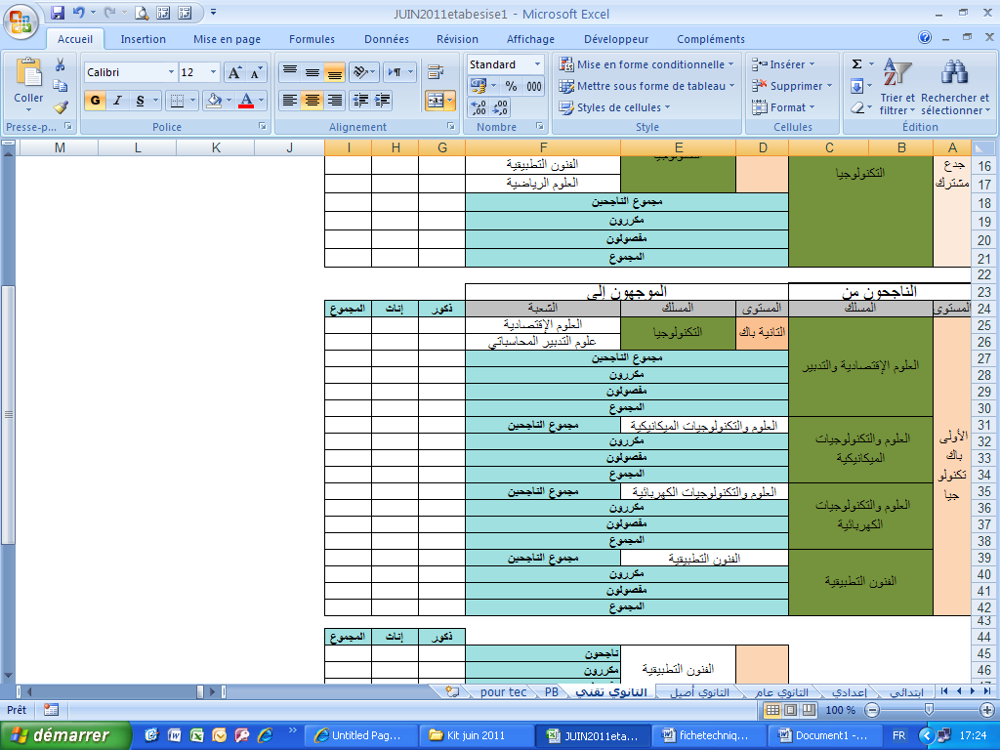 JUIN2011etabesise1 - Microsoft Excel
Accueil Insertion Mise en page Formules Données Révision Affichage Développeur Compléments
Coller
Calibri 12
G I S
Standard
% 000
Mise en forme conditionnelle
Mettre sous forme de tableau
Styles de cellules
Insérer
Supprimer
Format
Trier et filtrer
Rechercher et sélectionner
Presse-p... Police Alignement Nombre Style Cellules Édition
M L K J I H G F E D C B A
جدع مشترك التكنولوجيا الفنون التطبيقية 16
العلوم الرياضية 17
مجموع الناجحين 18
مكررون 19
مفصولون 20
المجموع 21
22
الناجحون من الموجهون إلى 23
المستوى المسلك المستوى المسلك الشعبة ذكور إناث المجموع 24
الأولى باك تكنولوجيا العلوم الإقتصادية والتدبير الثانية باك التكنولوجيا العلوم الإقتصادية 25
علوم التدبير المحاسباتي 26
مجموع الناجحين 27
مكررون 28
مفصولون 29
المجموع 30
العلوم والتكنولوجيات الميكانيكية العلوم والتكنولوجيات الميكانيكية مجموع الناجحين 31
مكررون 32
مفصولون 33
المجموع 34
العلوم والتكنولوجيات الكهربائية العلوم والتكنولوجيات الكهربائية مجموع الناجحين 35
مكررون 36
مفصولون 37
المجموع 38
الفنون التطبيقية الفنون التطبيقية مجموع الناجحين 39
مكررون 40
مفصولون 41
المجموع 42
43
ذكور إناث المجموع 44
الفنون التطبيقية ناجحون 45
مكررون 46
ابتدائي إعدادي الثانوي عام الثانوي أصيل الثانوي تقني PB pour tec
Prêt 100 %
démarrer Untitled Pag... Kit juin 2011 JUIN2011eta... fichetechniq... Document1 -... FR 17:24